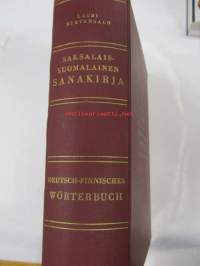 LAURI HIRVENSALO
SAKSALAIS-
SUOMALAINEN
SANAKIRJA
DEUTSCH-FINNISCHES
WÖRTERBUCH